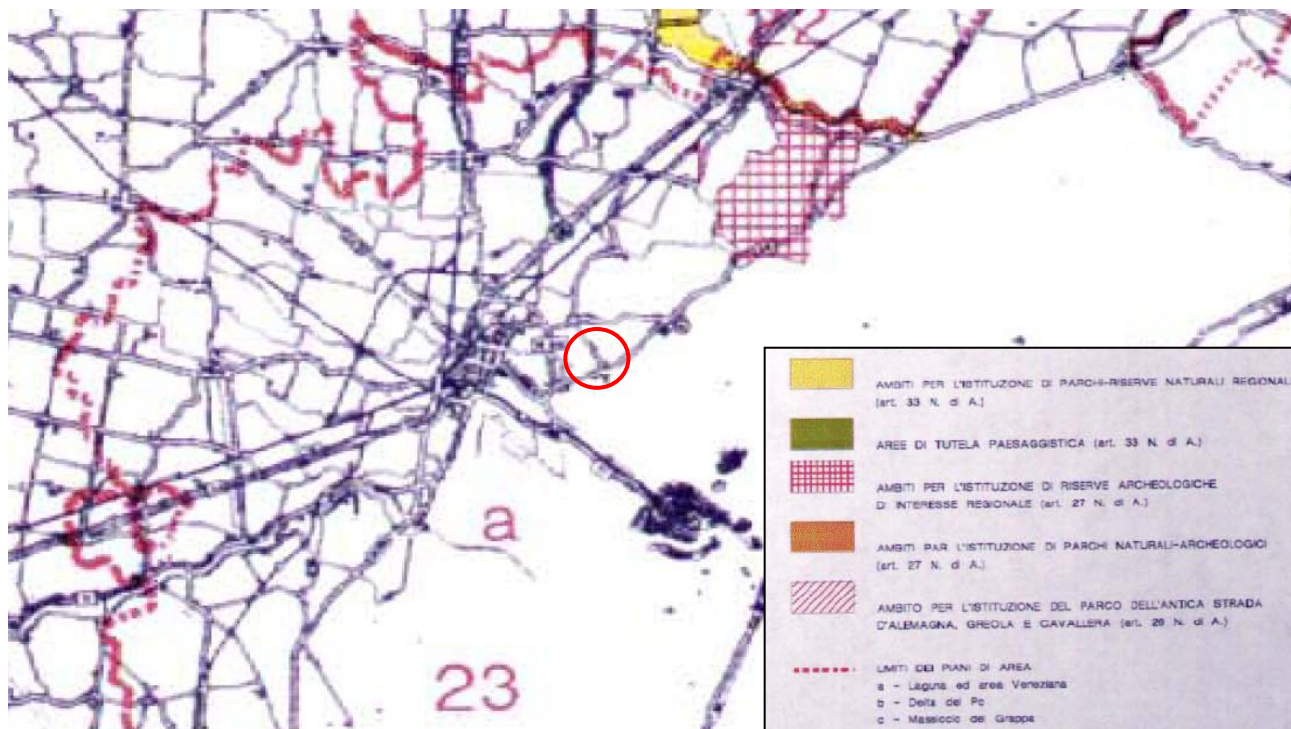 a
23
AMBITI PER L'ISTITUZIONE DI PARCHI-RISERVE NATURALI REGIONALI
(art. 33 N. di A.)
AREE DI TUTELA PAESAGGISTICA (art. 33 N. di A.)
AMBITI PER L'ISTITUZIONE DI RISERVE ARCHEOLOGICHE
DI INTERESSE REGIONALE (art. 27 N. di A.)
AMBITI PAR L'ISTITUZIONE DI PARCHI NATURALI-ARCHEOLOGICI
(art. 27 N. di A.)
AMBITO PER L'ISTITUZIONE DEL PARCO DELL'ANTICA STRADA
D'ALEMAGNA, GREOLA E CAVALLERA (art. 26 N. di A.)
LIMITI DEI PIANI DI AREA
a - Laguna ed area Veneziana
b - Delta del Po
c - Massiccio del Grappa